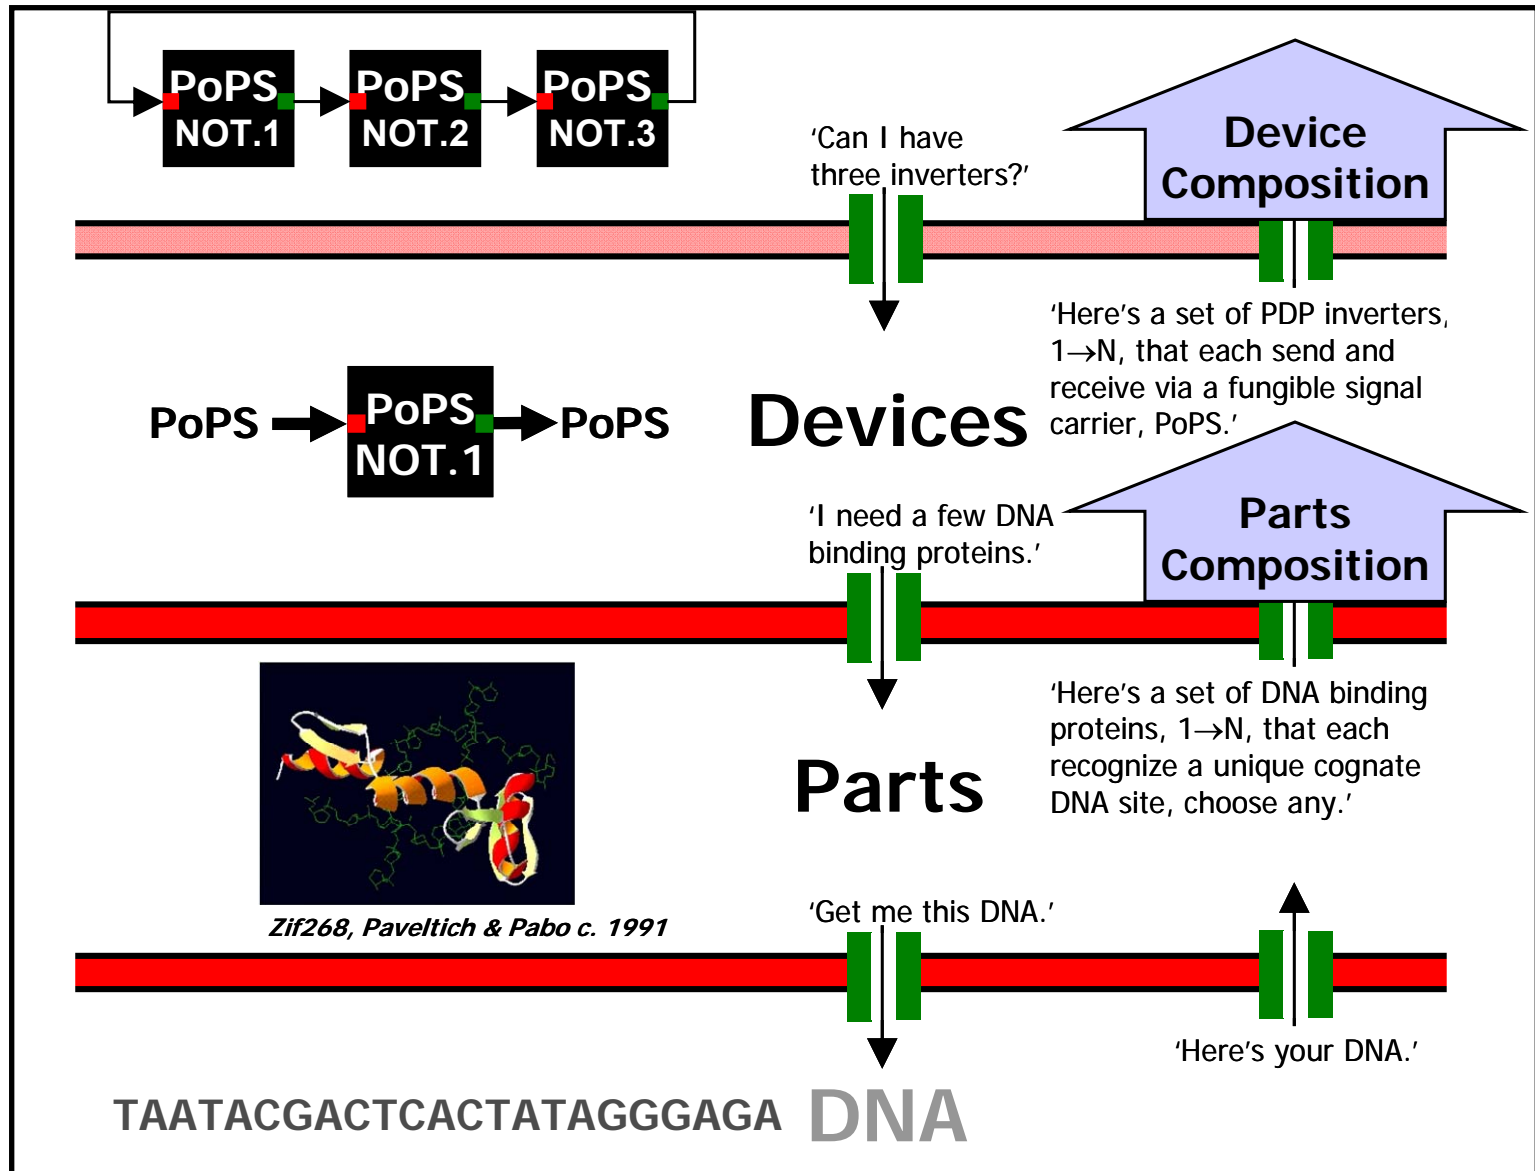 PoPS
NOT.1
PoPS
NOT.2
PoPS
NOT.3
'Can I have
three inverters?'
Device
Composition
'Here's a set of PDP inverters,
1→N, that each send and
receive via a fungible signal
carrier, PoPS.'
PoPS
PoPS
NOT.1
PoPS
Devices
'I need a few DNA
binding proteins.'
Parts
Composition
'Here's a set of DNA binding
proteins, 1→N, that each
recognize a unique cognate
DNA site, choose any.'
Parts
Zif268, Paveltich & Pabo c. 1991
'Get me this DNA.'
'Here's your DNA.'
TAATACGACTCACTATAGGGAGA
DNA